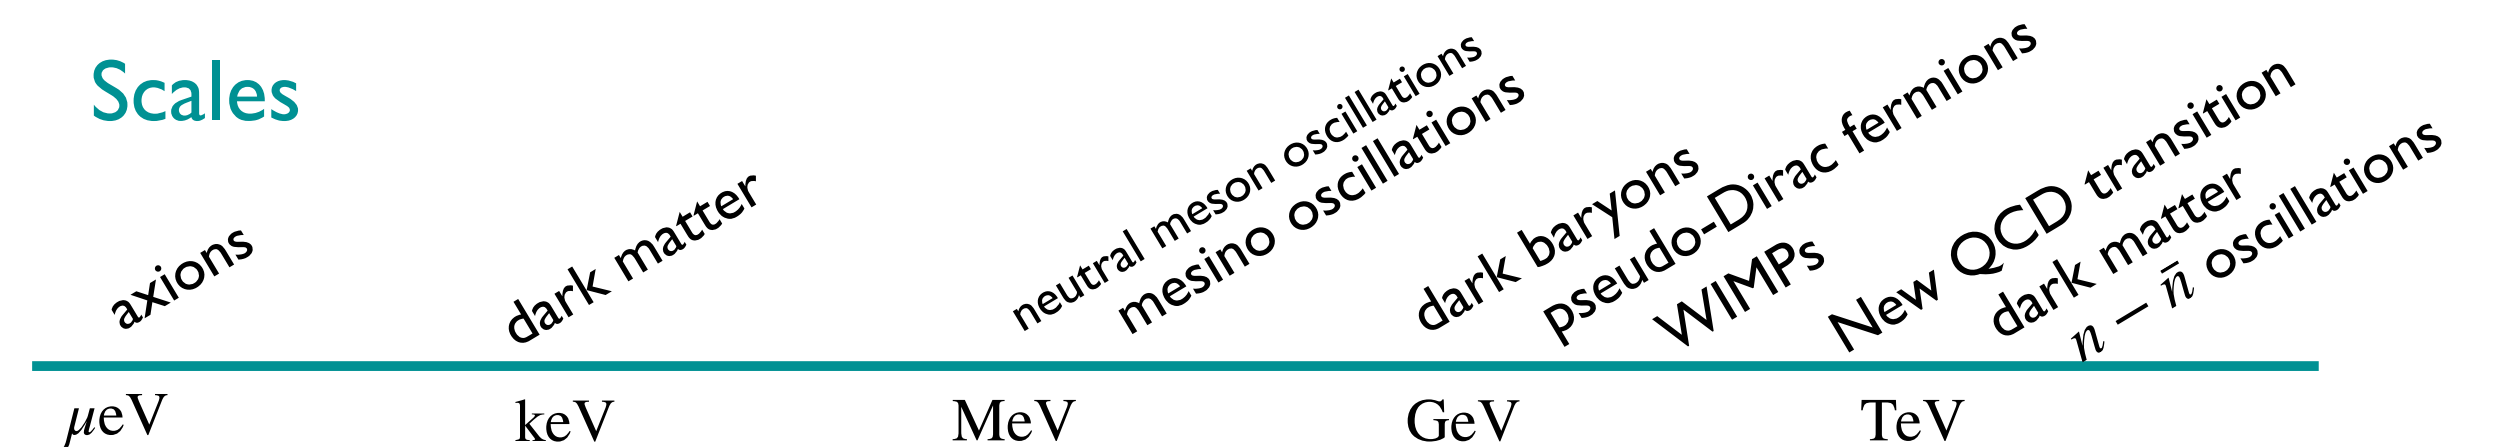 Scales
axions
dark matter
neutral meson oscillations
mession oscillations
dark baryons
pseudo-Dirac fermions
WIMPs
New QCD transition
dark matter
n − n̄ oscillations
μeV
keV
MeV
GeV
TeV